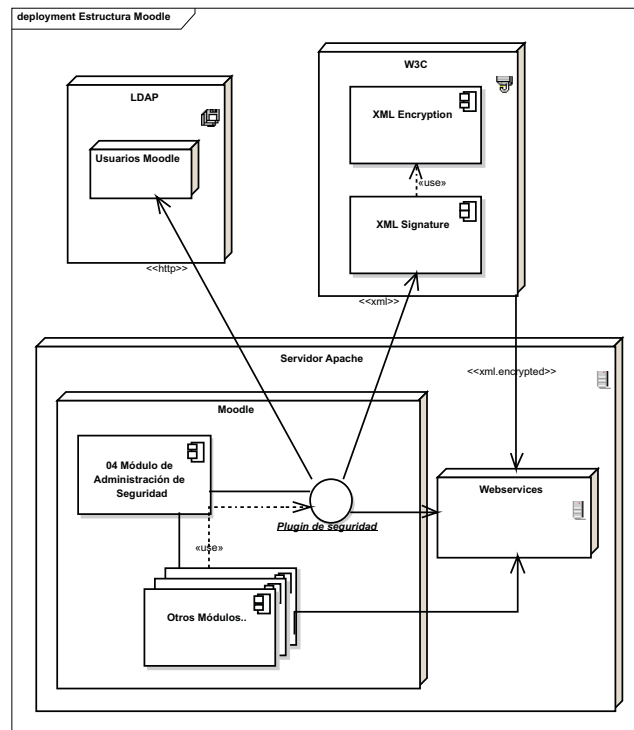 deployment Estructura Moodle
LDAP
Usuarios Moodle
W3C
XML Encryption
«use»
XML Signature
<<http>>
<<xml>>
Servidor Apache
<<xml.encrypted>>
Moodle
04 Módulo de
Administración de
Seguridad
Plugin de seguridad
Webservices
«use»
Otros Módulos..